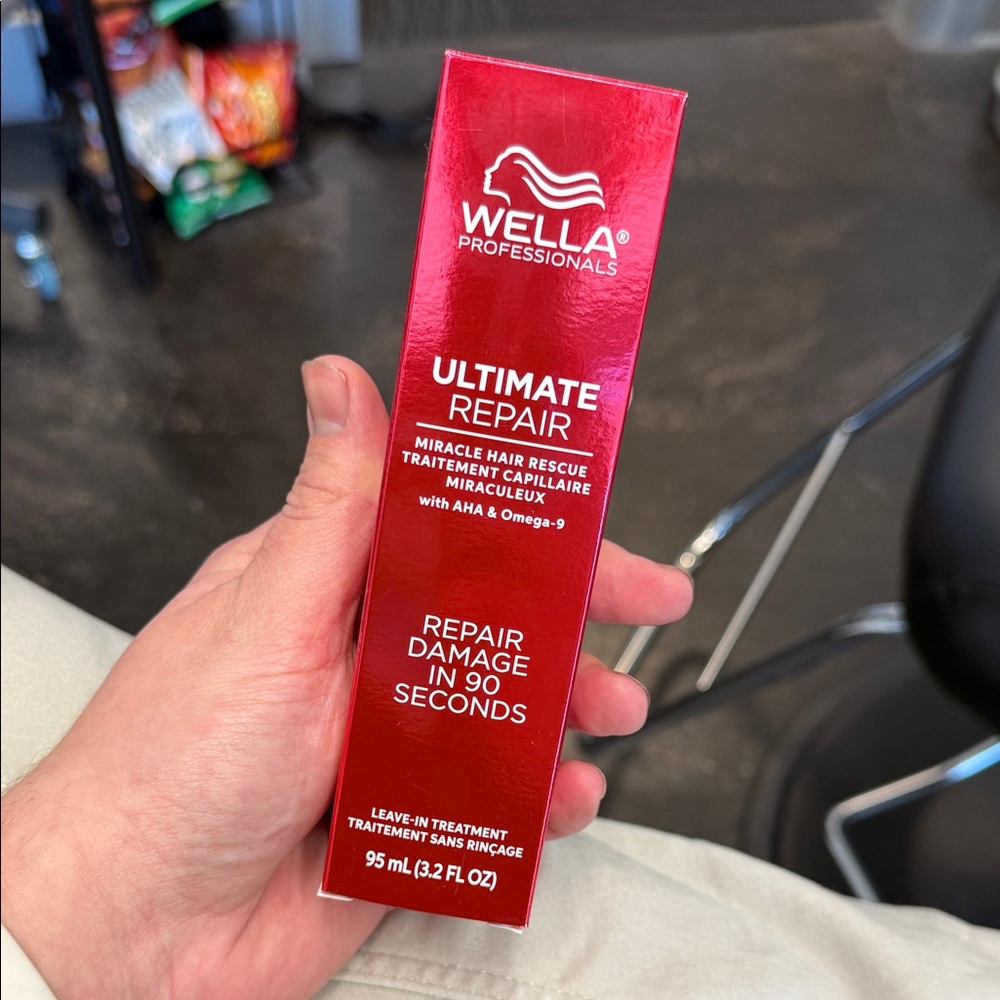 WELLA®
PROFESSIONALS
ULTIMATE
REPAIR
MIRACLE HAIR RESCUE
TRAITEMENT CAPILLAIRE
MIRACULEUX
with AHA & Omega-9
REPAIR
DAMAGE
IN 90
SECONDS
LEAVE-IN TREATMENT
TRAITEMENT SANS RINÇAGE
95 mL (3.2 FL OZ)